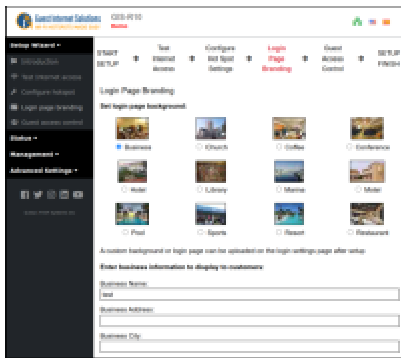 Guest Internet Solutions
GIS-R10
Home
Setup Wizard
Introduction
Test Internet access
Configure hotspot
Login page branding
Guest access control
Status
Management
Advanced Settings
START SETUP
Test Internet Access
Configure Hot Spot Settings
Login Page Branding
Guest Access Control
SETUP FINISH
Login Page Branding
Set login page background:
Business
Church
Coffee
Conference
Hotel
Library
Marina
Motel
Pool
Sports
Resort
Restaurant
A custom background or login page can be uploaded on the login settings page after setup
Enter business information to display to customers:
Business Name:
test
Business Address:
Business City: